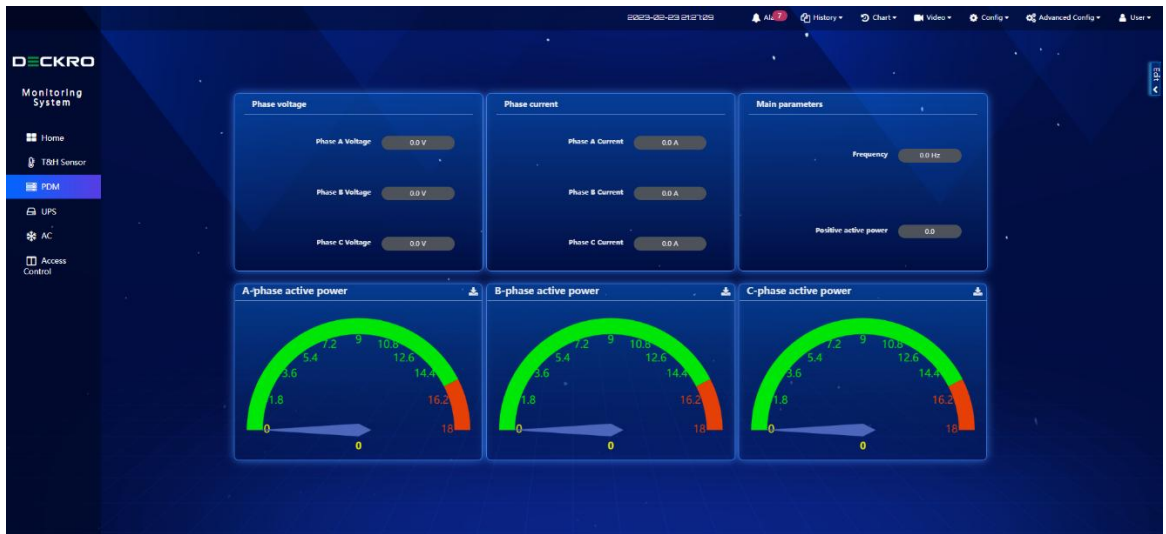 2023-02-23 21:27:09
7
History
Chart
Video
Config
Advanced Config
User
DECKRO
Monitoring
System
Home
T&H Sensor
PDM
UPS
AC
Access
Control
Edit
Phase voltage
Phase A Voltage 0.0 V
Phase B Voltage 0.0 V
Phase C Voltage 0.0 V
Phase current
Phase A Current 0.0 A
Phase B Current 0.0 A
Phase C Current 0.0 A
Main parameters
Frequency 0.0 Hz
Positive active power 0.0
A-phase active power
0 1.8 3.6 5.4 7.2 9 10.8 12.6 14.4 16.2 18
0
B-phase active power
0 1.8 3.6 5.4 7.2 9 10.8 12.6 14.4 16.2 18
0
C-phase active power
0 1.8 3.6 5.4 7.2 9 10.8 12.6 14.4 16.2 18
0